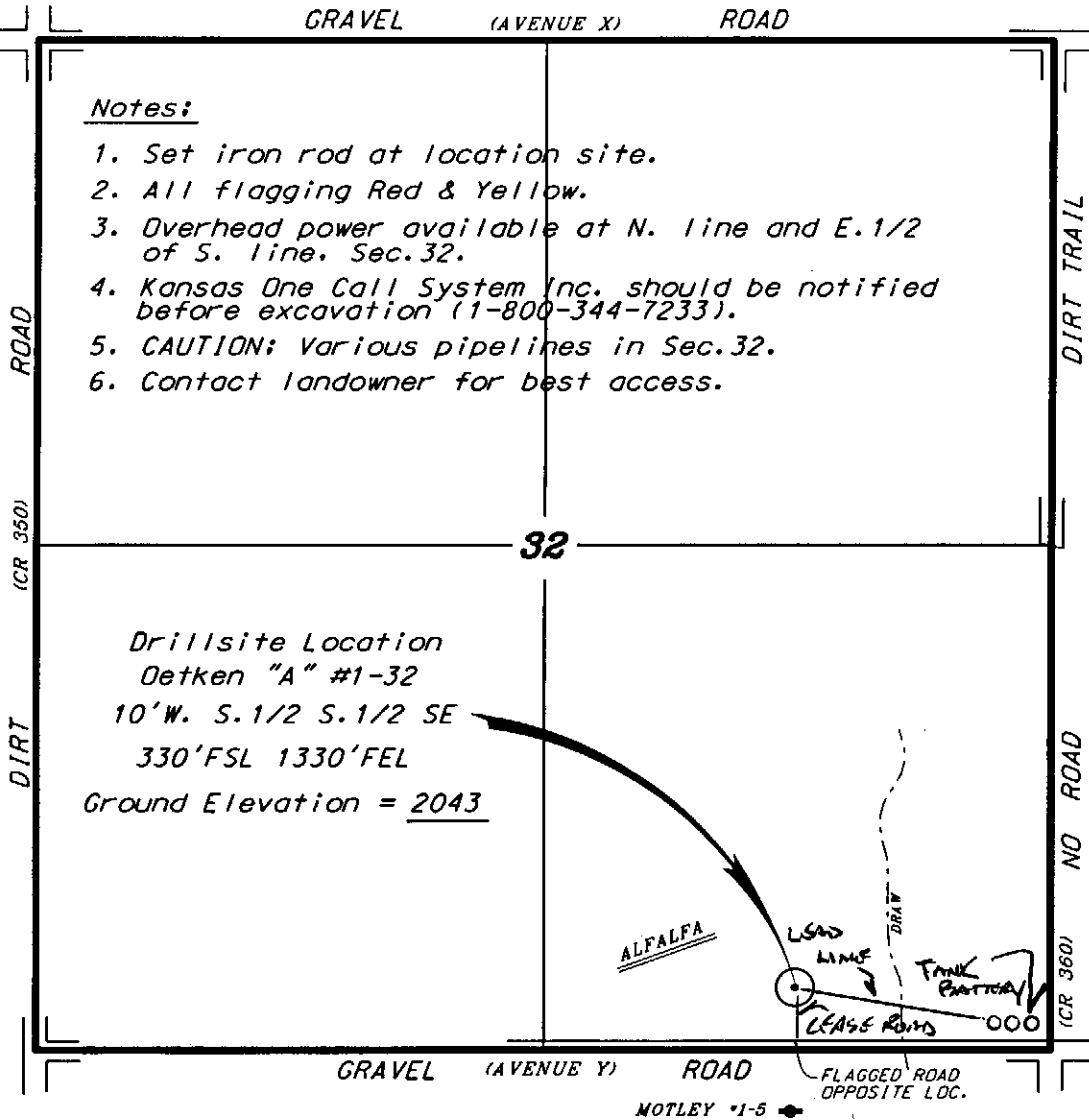 GRAVEL (AVENUE X) ROAD
Notes:
1. Set iron rod at location site.
2. All flagging Red & Yellow.
3. Overhead power available at N. line and E.1/2
of S. line. Sec.32.
4. Kansas One Call System Inc. should be notified
before excavation (1-800-344-7233).
5. CAUTION: Various pipelines in Sec.32.
6. Contact landowner for best access.
DIRT (CR 350) ROAD
DIRT TRAIL
32
Drillsite Location
Oetken "A" #1-32
10'W. S.1/2 S.1/2 SE
330'FSL 1330'FEL
Ground Elevation = 2043
(CR 360) NO ROAD
DRAW
ALFALFA
LEAD
LINE
TANK
BATTERY
LEASE ROAD
GRAVEL (AVENUE Y) ROAD
FLAGGED ROAD
OPPOSITE LOC.
MOTLEY #1-5